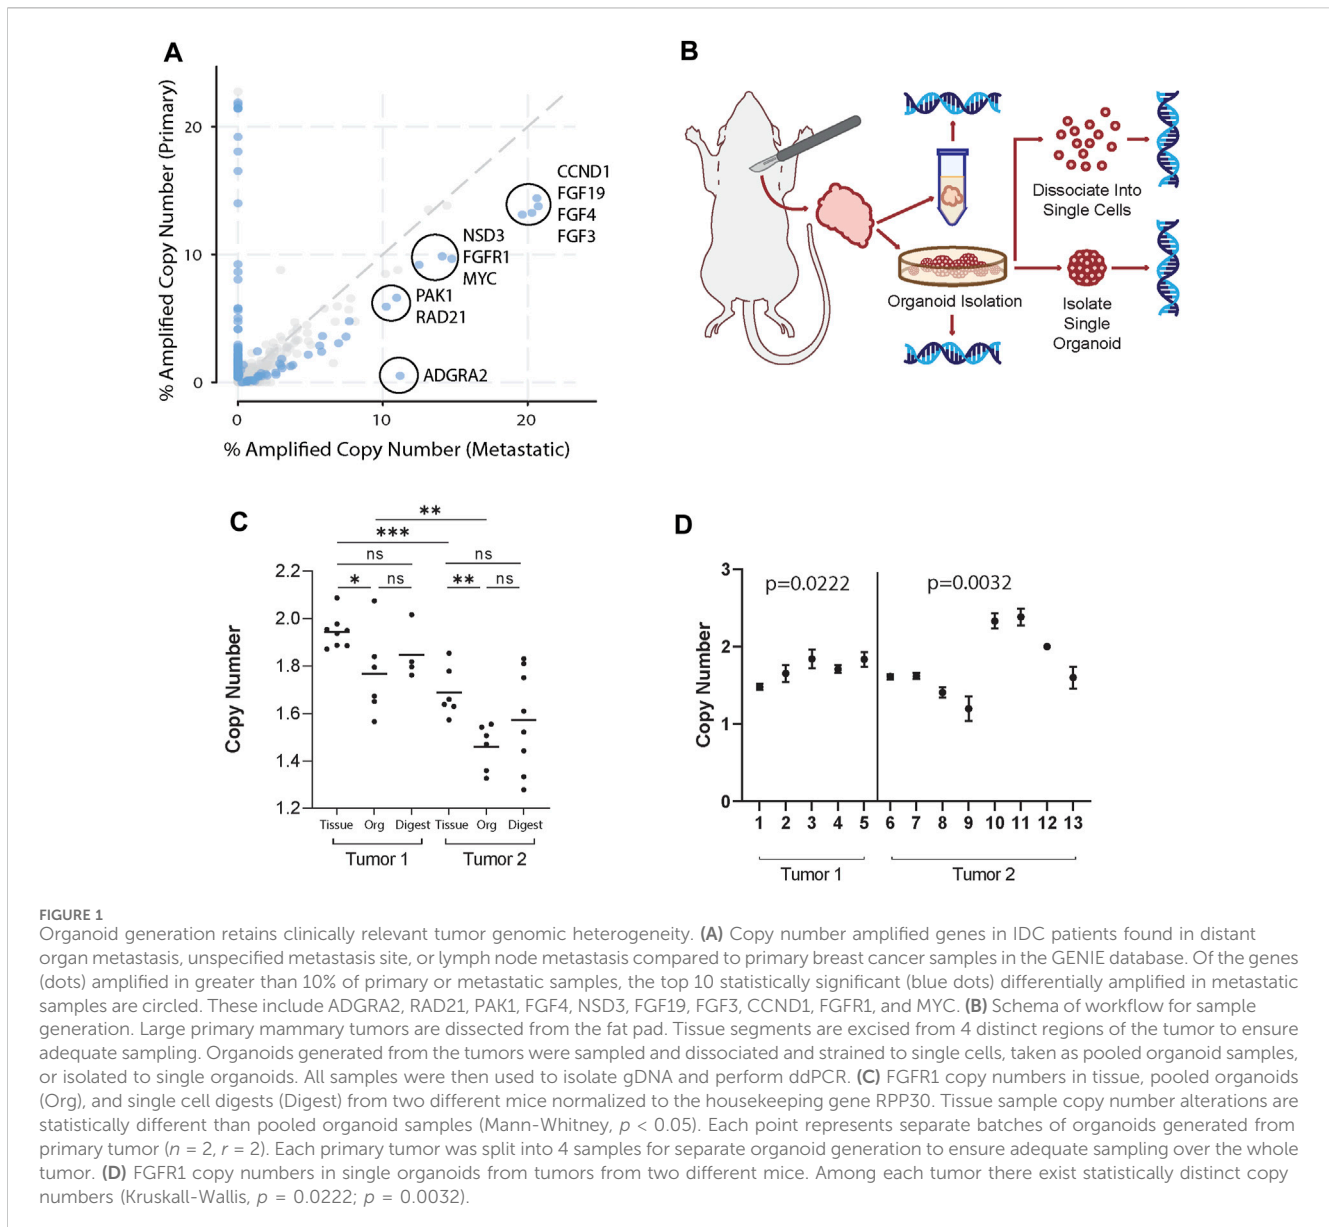 A
% Amplified Copy Number (Primary)
20
10
0
0
10
20
% Amplified Copy Number (Metastatic)
CCND1
FGF19
FGF4
FGF3
NSD3
FGFR1
MYC
PAK1
RAD21
ADGRA2
B
Organoid Isolation
Dissociate Into
Single Cells
Isolate
Single
Organoid
C
**
***
ns
ns
*
ns
**
ns
Copy Number
2.2
2.0
1.8
1.6
1.4
1.2
Tissue
Org
Digest
Tissue
Org
Digest
Tumor 1
Tumor 2
D
Copy Number
3
2
1
0
p=0.0222
p=0.0032
1
2
3
4
5
6
7
8
9
10
11
12
13
Tumor 1
Tumor 2
FIGURE 1
Organoid generation retains clinically relevant tumor genomic heterogeneity. (A) Copy number amplified genes in IDC patients found in distant
organ metastasis, unspecified metastasis site, or lymph node metastasis compared to primary breast cancer samples in the GENIE database. Of the genes
(dots) amplified in greater than 10% of primary or metastatic samples, the top 10 statistically significant (blue dots) differentially amplified in metastatic
samples are circled. These include ADGRA2, RAD21, PAK1, FGF4, NSD3, FGF19, FGF3, CCND1, FGFR1, and MYC. (B) Schema of workflow for sample
generation. Large primary mammary tumors are dissected from the fat pad. Tissue segments are excised from 4 distinct regions of the tumor to ensure
adequate sampling. Organoids generated from the tumors were sampled and dissociated and strained to single cells, taken as pooled organoid samples,
or isolated to single organoids. All samples were then used to isolate gDNA and perform ddPCR. (C) FGFR1 copy numbers in tissue, pooled organoids
(Org), and single cell digests (Digest) from two different mice normalized to the housekeeping gene RPP30. Tissue sample copy number alterations are
statistically different than pooled organoid samples (Mann-Whitney, p < 0.05). Each point represents separate batches of organoids generated from
primary tumor (n = 2, r = 2). Each primary tumor was split into 4 samples for separate organoid generation to ensure adequate sampling over the whole
tumor. (D) FGFR1 copy numbers in single organoids from tumors from two different mice. Among each tumor there exist statistically distinct copy
numbers (Kruskall-Wallis, p = 0.0222; p = 0.0032).